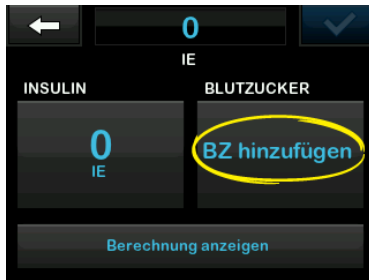 0
IE
INSULIN
BLUTZUCKER
0
IE
BZ hinzufügen
Berechnung anzeigen